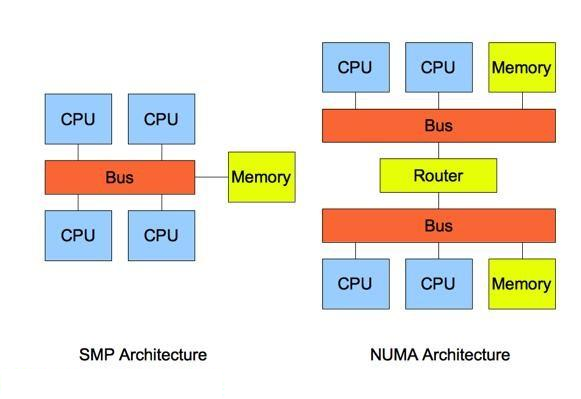 CPU
CPU
Bus
Memory
CPU
CPU
SMP Architecture
CPU
CPU
Memory
Bus
Router
Bus
CPU
CPU
Memory
NUMA Architecture